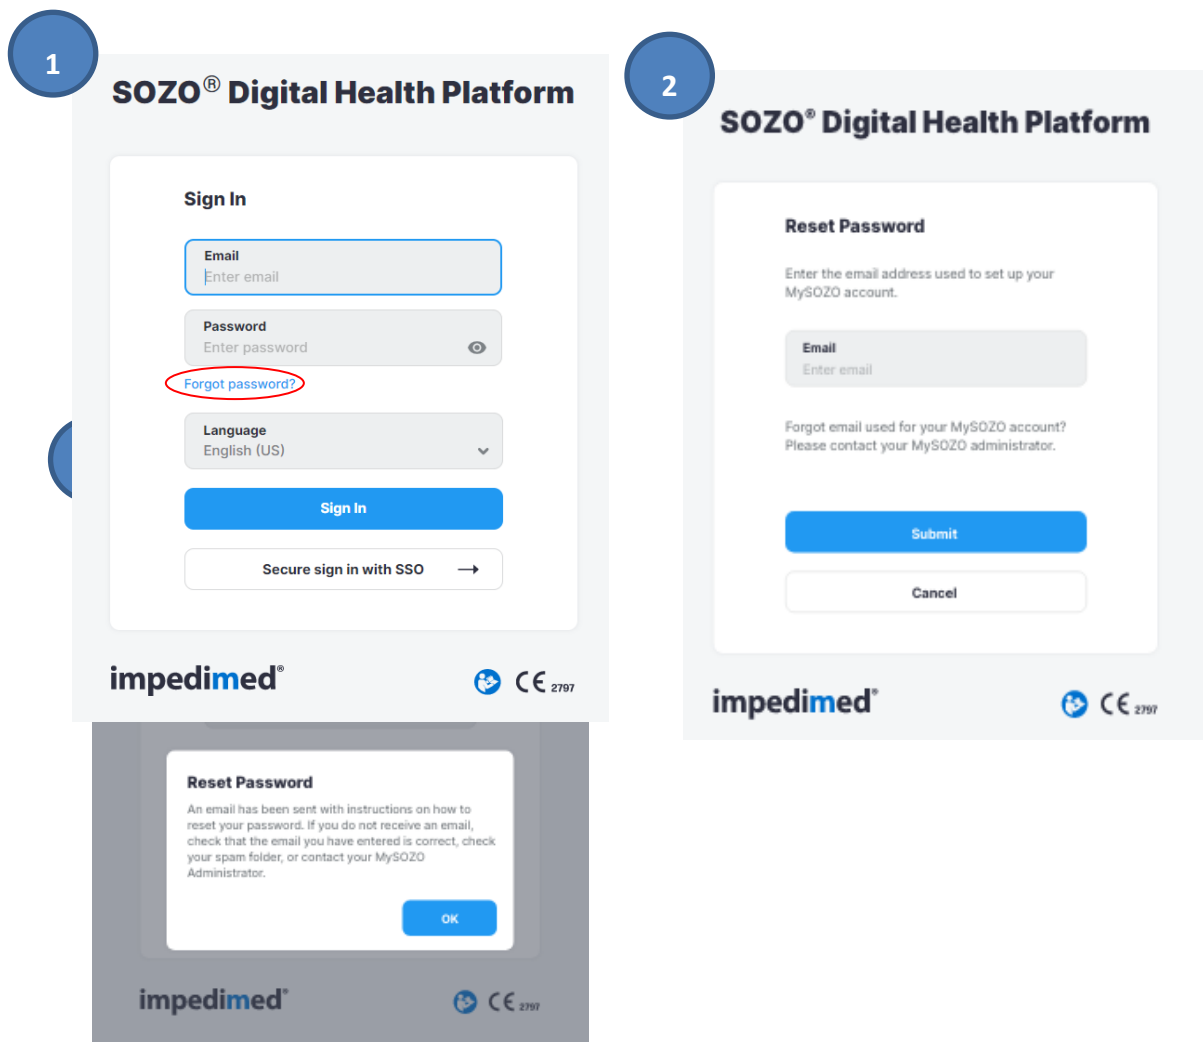 1
SOZO® Digital Health Platform
Sign In
Email
Enter email
Password
Enter password
Forgot password?
Language
English (US)
Sign In
Secure sign in with SSO →
impedimed®
CE 2797
2
SOZO® Digital Health Platform
Reset Password
Enter the email address used to set up your
MySOZO account.
Email
Enter email
Forgot email used for your MySOZO account?
Please contact your MySOZO administrator.
Submit
Cancel
impedimed®
CE 2797
Reset Password
An email has been sent with instructions on how to
reset your password. If you do not receive an email,
check that the email you have entered is correct, check
your spam folder, or contact your MySOZO
Administrator.
OK
impedimed®
CE 2797